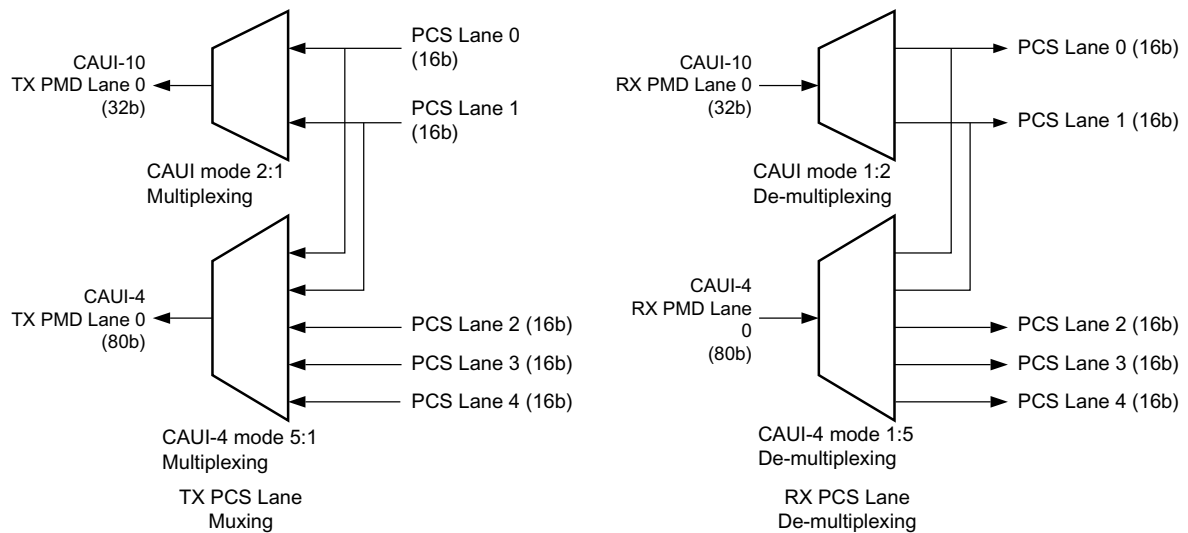 PCS Lane 0
(16b)
CAUI-10
TX PMD Lane 0
(32b)
PCS Lane 1
(16b)
CAUI mode 2:1
Multiplexing
CAUI-4
TX PMD Lane 0
(80b)
PCS Lane 2 (16b)
PCS Lane 3 (16b)
PCS Lane 4 (16b)
CAUI-4 mode 5:1
Multiplexing
TX PCS Lane
Muxing
PCS Lane 0 (16b)
CAUI-10
RX PMD Lane 0
(32b)
PCS Lane 1 (16b)
CAUI mode 1:2
De-multiplexing
CAUI-4
RX PMD Lane
0
(80b)
PCS Lane 2 (16b)
PCS Lane 3 (16b)
PCS Lane 4 (16b)
CAUI-4 mode 1:5
De-multiplexing
RX PCS Lane
De-multiplexing